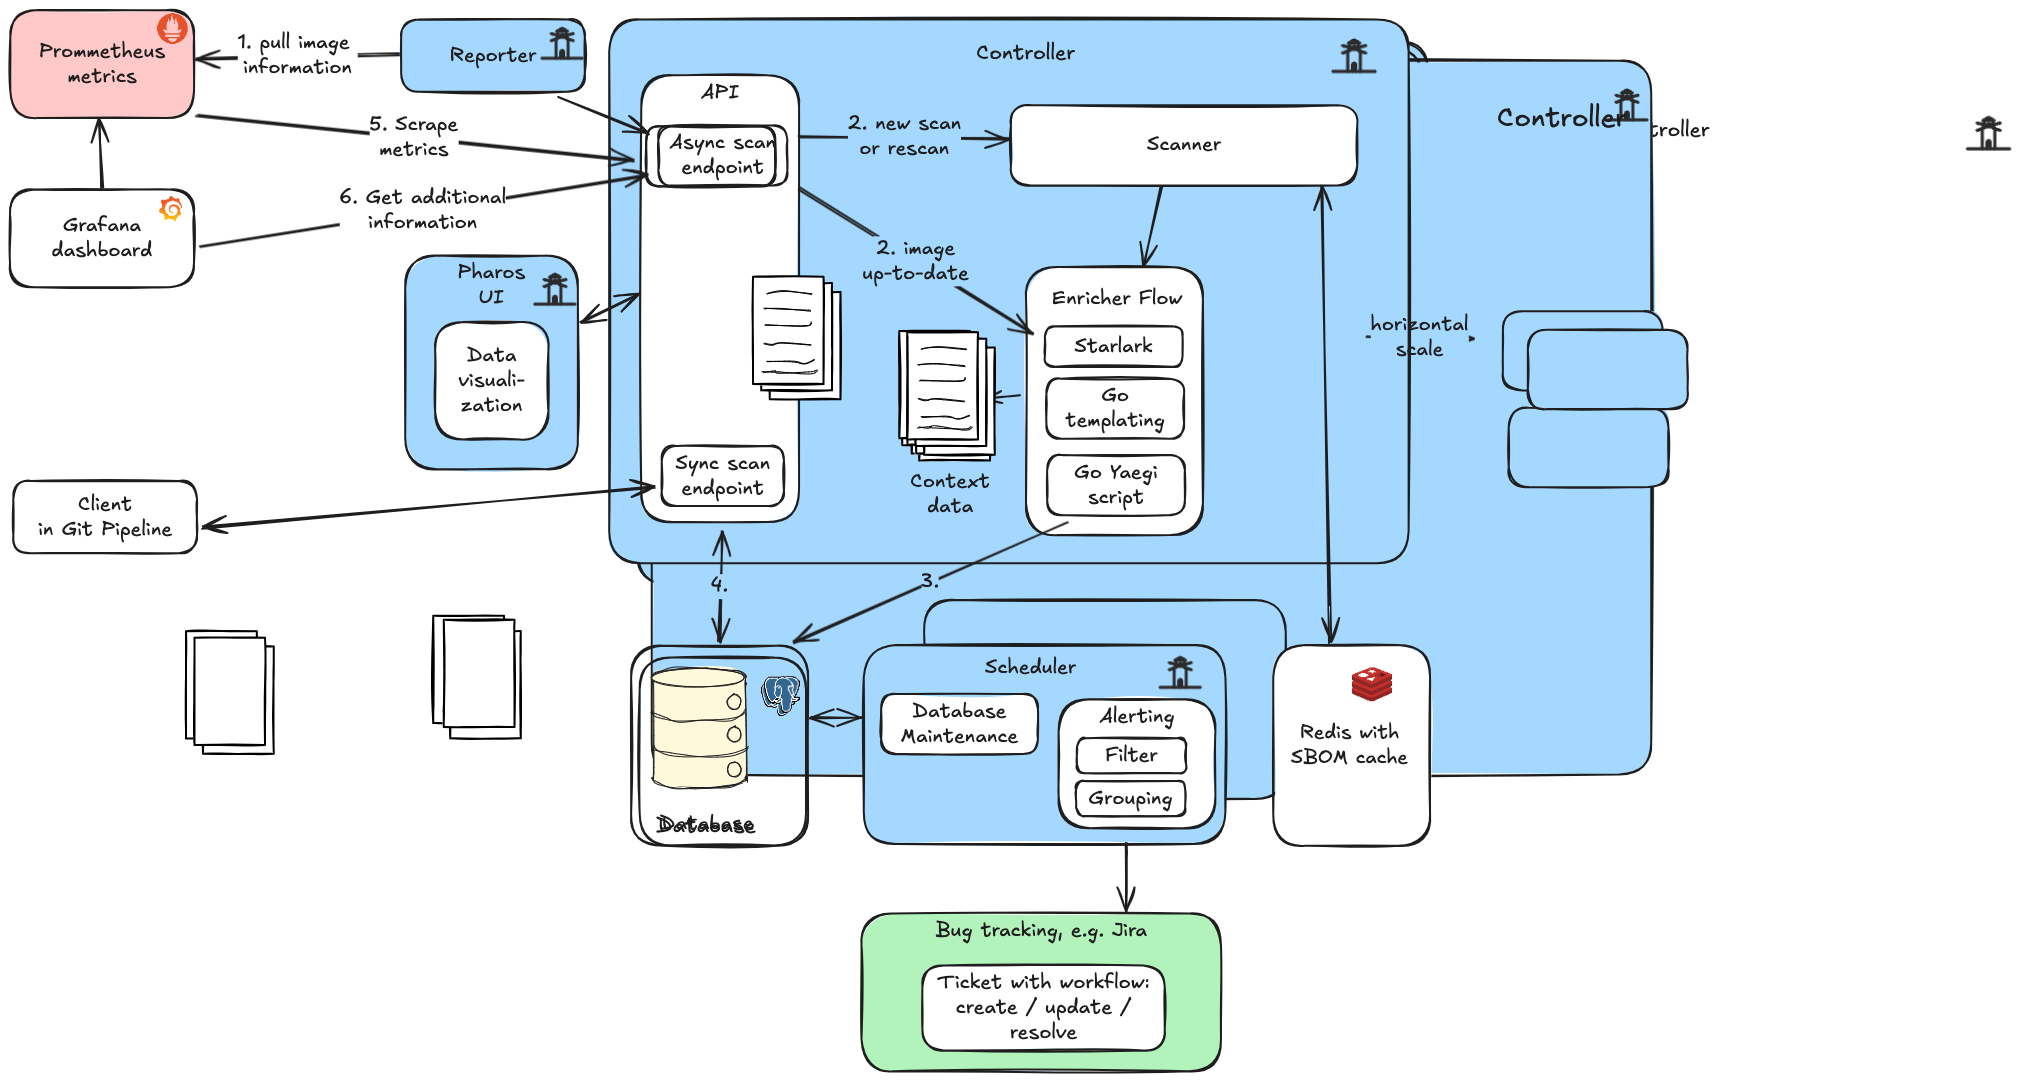 Prommetheus
metrics
1. pull image
information
Reporter
Controller
API
Async scan
endpoint
2. new scan
or rescan
Scanner
Controller
troller
5. Scrape
metrics
6. Get additional
information
Grafana
dashboard
2. image
up-to-date
Pharos
UI
Data
visuali-
zation
Enricher Flow
Starlark
Go
templating
Go Yaegi
script
horizontal
scale
Context
data
Sync scan
endpoint
Client
in Git Pipeline
4.
3.
Scheduler
Database
Maintenance
Alerting
Filter
Grouping
Redis with
SBOM cache
Database
Bug tracking, e.g. Jira
Ticket with workflow:
create / update /
resolve